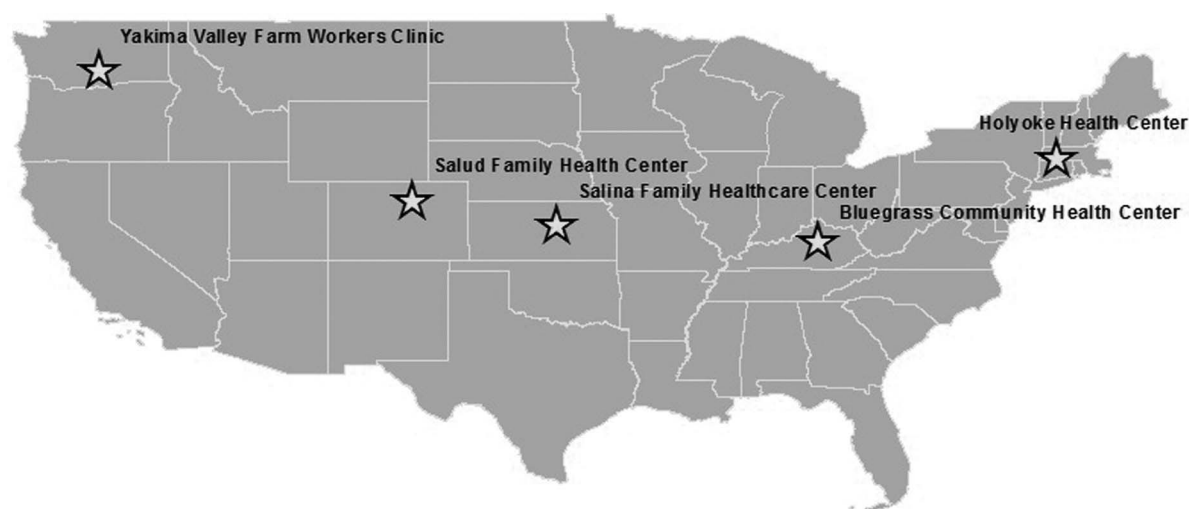 Yakima Valley Farm Workers Clinic
Holyoke Health Center
Salud Family Health Center
Salina Family Healthcare Center
Bluegrass Community Health Center